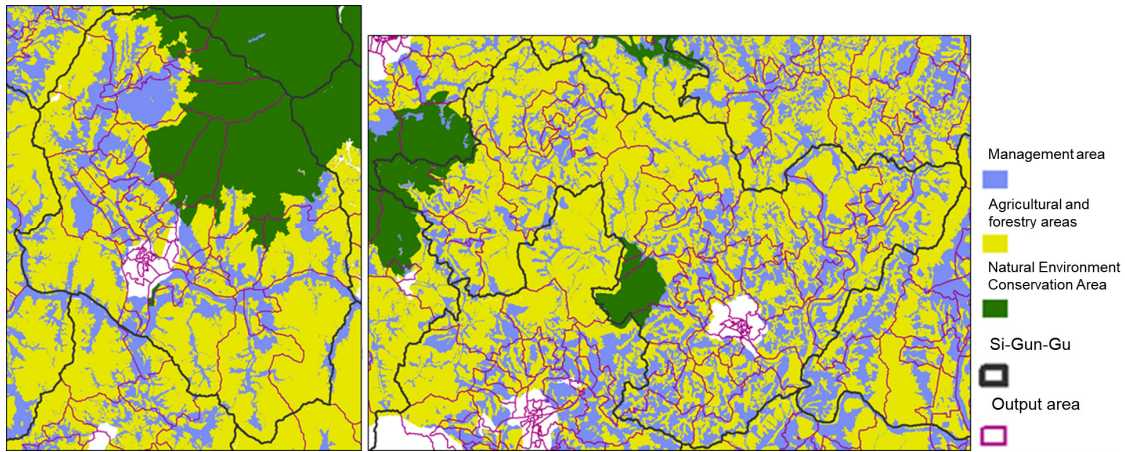 Management area
Agricultural and
forestry areas
Natural Environment
Conservation Area
Si-Gun-Gu
Output area